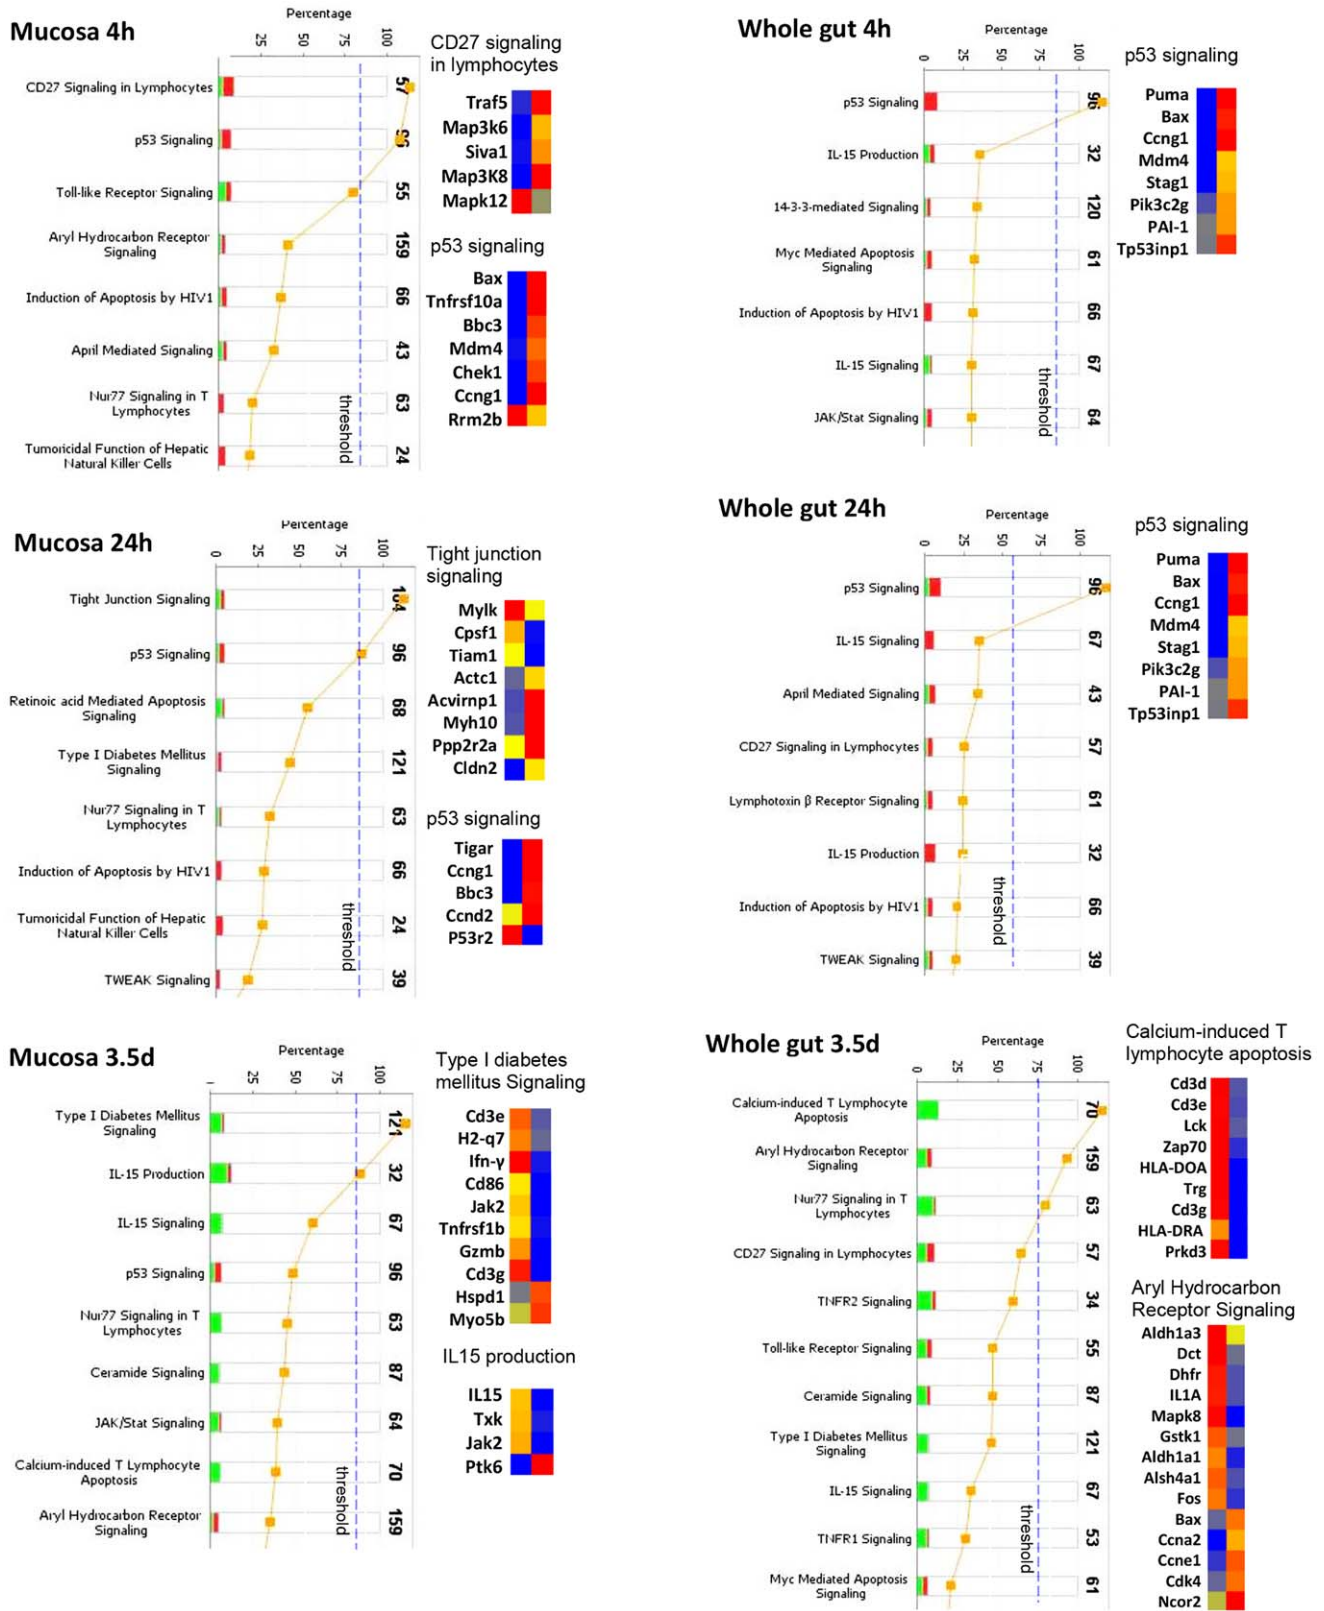 Mucosa 4h
Percentage
25
50
75
100
0
CD27 Signaling in Lymphocytes
57
p53 Signaling
Toll-like Receptor Signaling
55
Aryl Hydrocarbon Receptor
Signaling
159
Induction of Apoptosis by HIV1
66
April Mediated Signaling
43
Nur77 Signaling in T
Lymphocytes
63
Tumoricidal Function of Hepatic
Natural Killer Cells
24
threshold
CD27 signaling
in lymphocytes
Traf5
Map3k6
Siva1
Map3K8
Mapk12
p53 signaling
Bax
Tnfrsf10a
Bbc3
Mdm4
Chek1
Ccng1
Rrm2b
Whole gut 4h
Percentage
0
25
50
75
100
p53 Signaling
96
IL-15 Production
32
14-3-3-mediated Signaling
120
Myc Mediated Apoptosis
Signaling
61
Induction of Apoptosis by HIV1
66
IL-15 Signaling
67
JAK/Stat Signaling
64
threshold
p53 signaling
Puma
Bax
Ccng1
Mdm4
Stag1
Pik3c2g
PAI-1
Tp53inp1
Mucosa 24h
Percentage
0
25
50
75
100
Tight Junction Signaling
164
p53 Signaling
96
Retinoic acid Mediated Apoptosis
Signaling
68
Type I Diabetes Mellitus
Signaling
121
Nur77 Signaling in T
Lymphocytes
63
Induction of Apoptosis by HIV1
66
Tumoricidal Function of Hepatic
Natural Killer Cells
24
TWEAK Signaling
39
threshold
Tight junction
signaling
Mylk
Cpsf1
Tiam1
Actc1
Acvirnp1
Myh10
Ppp2r2a
Cldn2
p53 signaling
Tigar
Ccng1
Bbc3
Ccnd2
P53r2
Whole gut 24h
Percentage
0
25
50
75
100
p53 Signaling
96
IL-15 Signaling
67
April Mediated Signaling
43
CD27 Signaling in Lymphocytes
57
Lymphotoxin β Receptor Signaling
61
IL-15 Production
32
Induction of Apoptosis by HIV1
66
TWEAK Signaling
39
threshold
p53 signaling
Puma
Bax
Ccng1
Mdm4
Stag1
Pik3c2g
PAI-1
Tp53inp1
Mucosa 3.5d
Percentage
25
50
75
100
Type I Diabetes Mellitus
Signaling
121
IL-15 Production
32
IL-15 Signaling
67
p53 Signaling
96
Nur77 Signaling in T
Lymphocytes
63
Ceramide Signaling
87
JAK/Stat Signaling
64
Calcium-induced T Lymphocyte
Apoptosis
70
Aryl Hydrocarbon Receptor
Signaling
159
threshold
Type I diabetes
mellitus Signaling
Cd3e
H2-q7
Ifn-γ
Cd86
Jak2
Tnfrsf1b
Gzmb
Cd3g
Hspd1
Myo5b
IL15 production
IL15
Txk
Jak2
Ptk6
Whole gut 3.5d
Percentage
0
25
50
75
100
Calcium-induced T Lymphocyte
Apoptosis
70
Aryl Hydrocarbon Receptor
Signaling
159
Nur77 Signaling in T
Lymphocytes
63
CD27 Signaling in Lymphocytes
57
TNFR2 Signaling
34
Toll-like Receptor Signaling
55
Ceramide Signaling
87
Type I Diabetes Mellitus
Signaling
121
IL-15 Signaling
67
TNFR1 Signaling
53
Myc Mediated Apoptosis
Signaling
61
threshold
Calcium-induced T
lymphocyte apoptosis
Cd3d
Cd3e
Lck
Zap70
HLA-DOA
Trg
Cd3g
HLA-DRA
Prkd3
Aryl Hydrocarbon
Receptor Signaling
Aldh1a3
Dct
Dhfr
IL1A
Mapk8
Gstk1
Aldh1a1
Alsh4a1
Fos
Bax
Ccna2
Ccne1
Cdk4
Ncor2